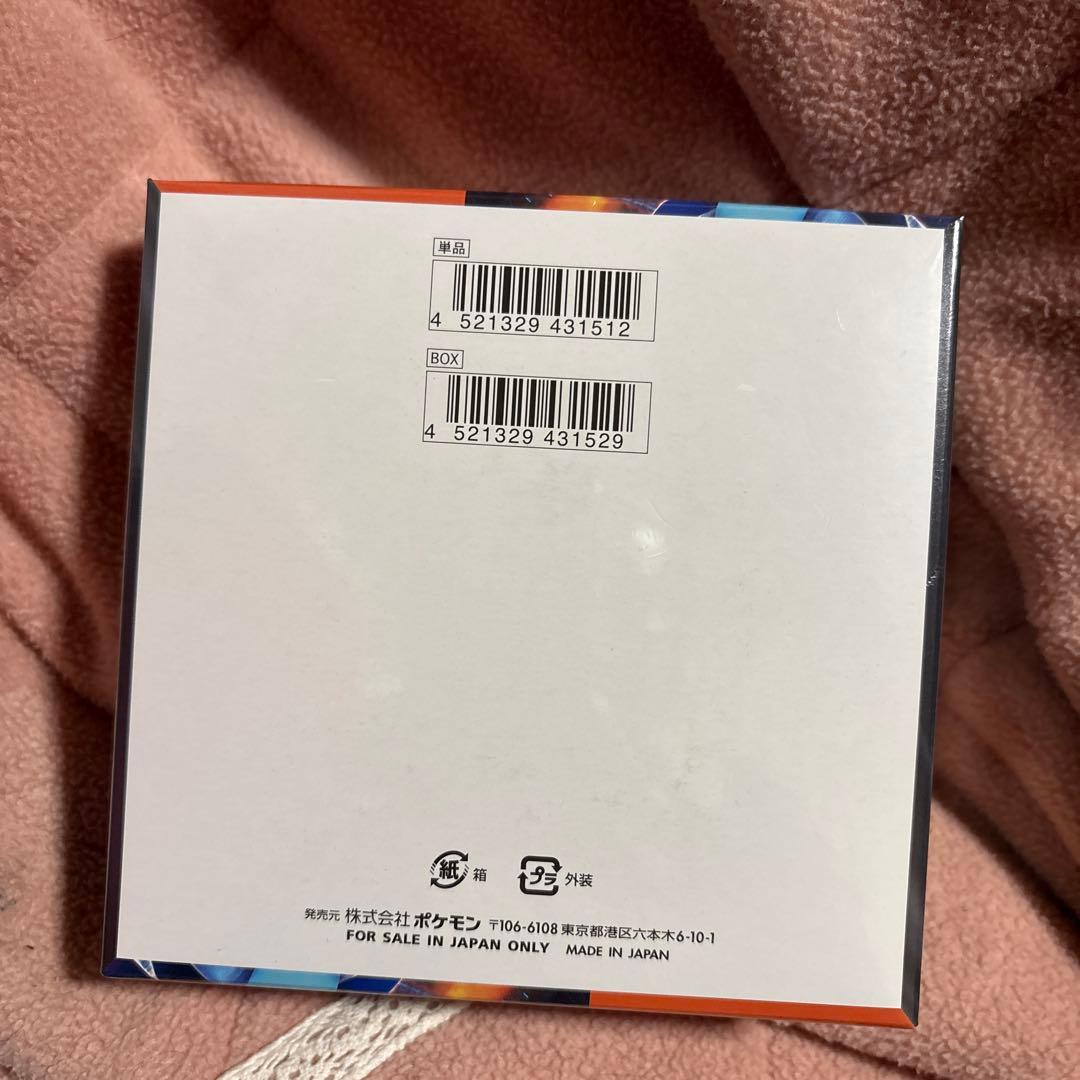 単品
4 521329 431512
BOX
4 521329 431529
紙 箱 プラ 外装
発売元 株式会社 ポケモン 〒106-6108 東京都港区六本木6-10-1
FOR SALE IN JAPAN ONLY MADE IN JAPAN